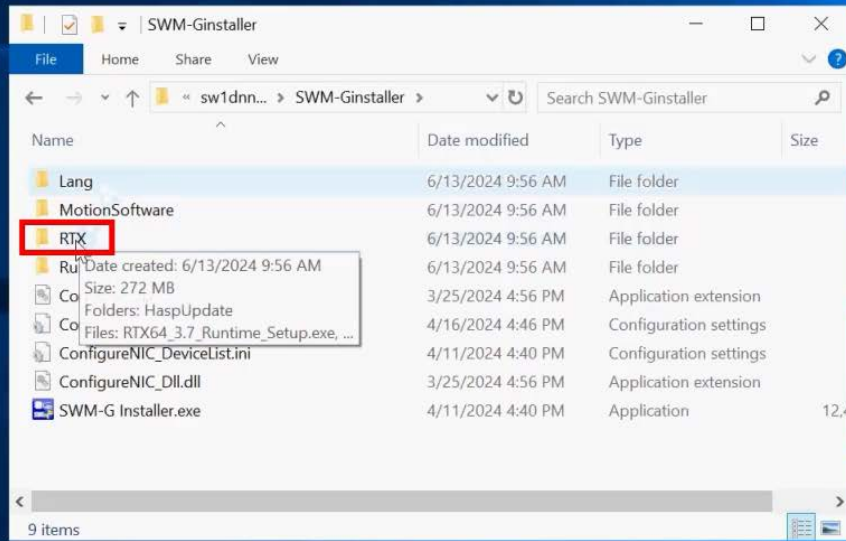 SWM-Ginstaller
File Home Share View
« sw1dnn... > SWM-Ginstaller > Search SWM-Ginstaller
Name Date modified Type Size
Lang 6/13/2024 9:56 AM File folder
MotionSoftware 6/13/2024 9:56 AM File folder
RTX 6/13/2024 9:56 AM File folder
Ru 6/13/2024 9:56 AM File folder
Date created: 6/13/2024 9:56 AM
Size: 272 MB
Folders: HaspUpdate
Files: RTX64_3.7_Runtime_Setup.exe, ...
Co 3/25/2024 4:56 PM Application extension
Co 4/16/2024 4:46 PM Configuration settings
ConfigureNIC_DeviceList.ini 4/11/2024 4:40 PM Configuration settings
ConfigureNIC_Dll.dll 3/25/2024 4:56 PM Application extension
SWM-G Installer.exe 4/11/2024 4:40 PM Application 12,4
9 items